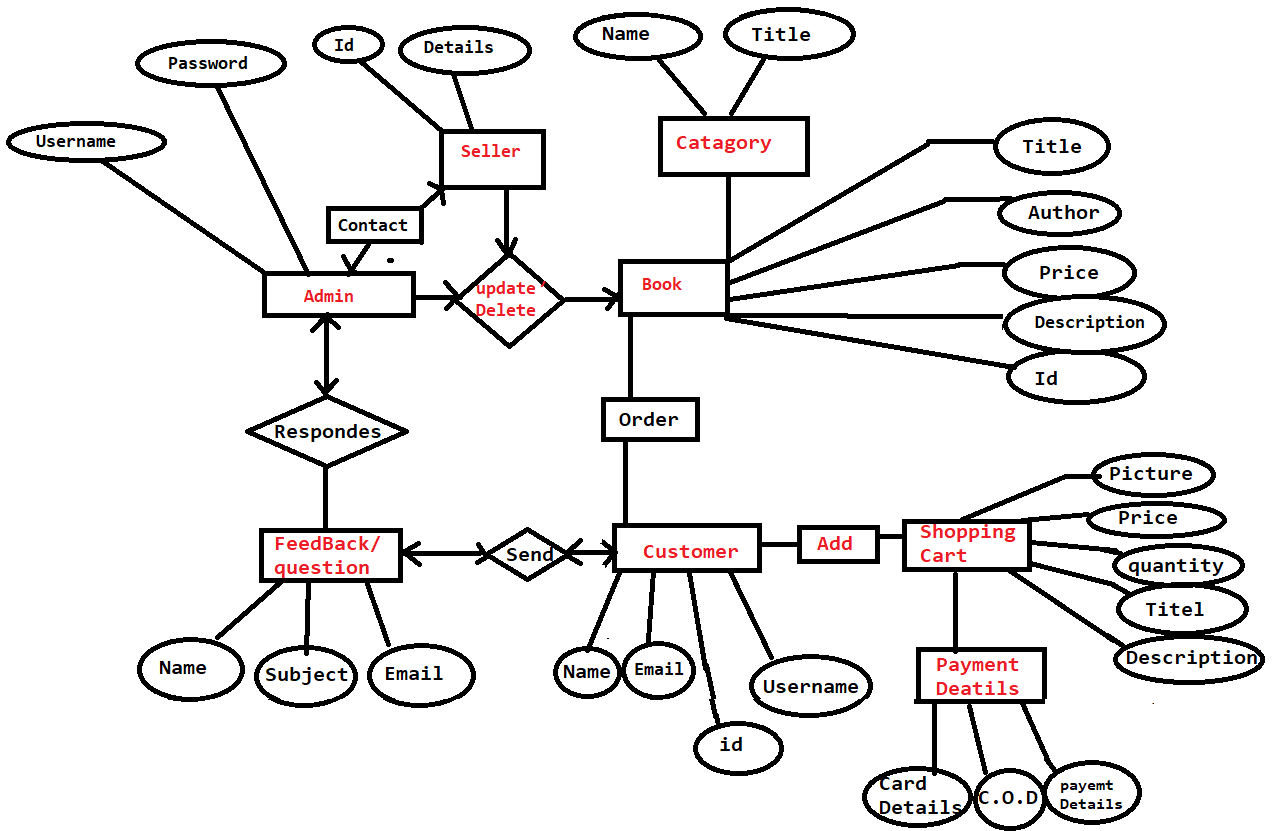 Name
Title
Id
Details
Password
Username
Seller
Catagory
Title
Author
Contact
Price
Admin
update
Delete
Book
Description
Id
Order
Respondes
Picture
Price
FeedBack/
question
Send
Customer
Add
Shopping
Cart
quantity
Titel
Description
Name
Subject
Email
Name
Email
Username
id
Payment
Deatils
Card
Details
C.O.D
payemt
Details